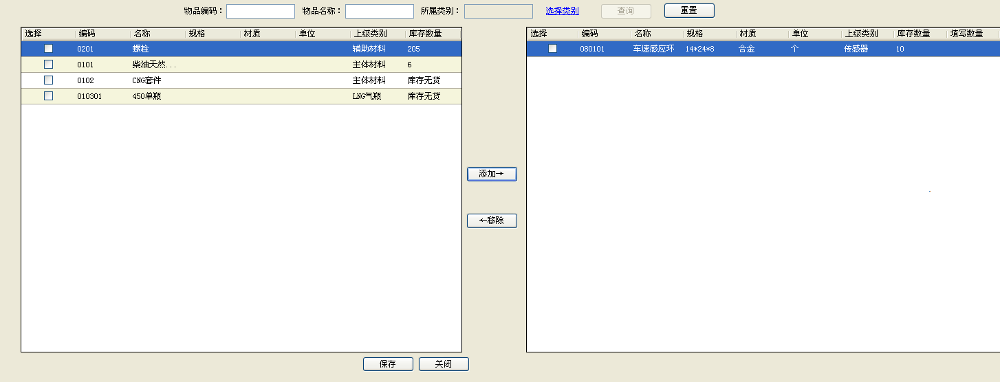 物品编码： 物品名称： 所属类别： 选择类别 查询 重置
选择 编码 名称 规格 材质 单位 上级类别 库存数量
0201 螺栓 辅助材料 205
0101 柴油天然... 主体材料 6
0102 CNG套件 主体材料 库存无货
010301 450单瓶 LNG气瓶 库存无货
添加→
←移除
选择 编码 名称 规格 材质 单位 上级类别 库存数量 填写数量
080101 车速感应环 14*24*8 合金 个 传感器 10
保存 关闭